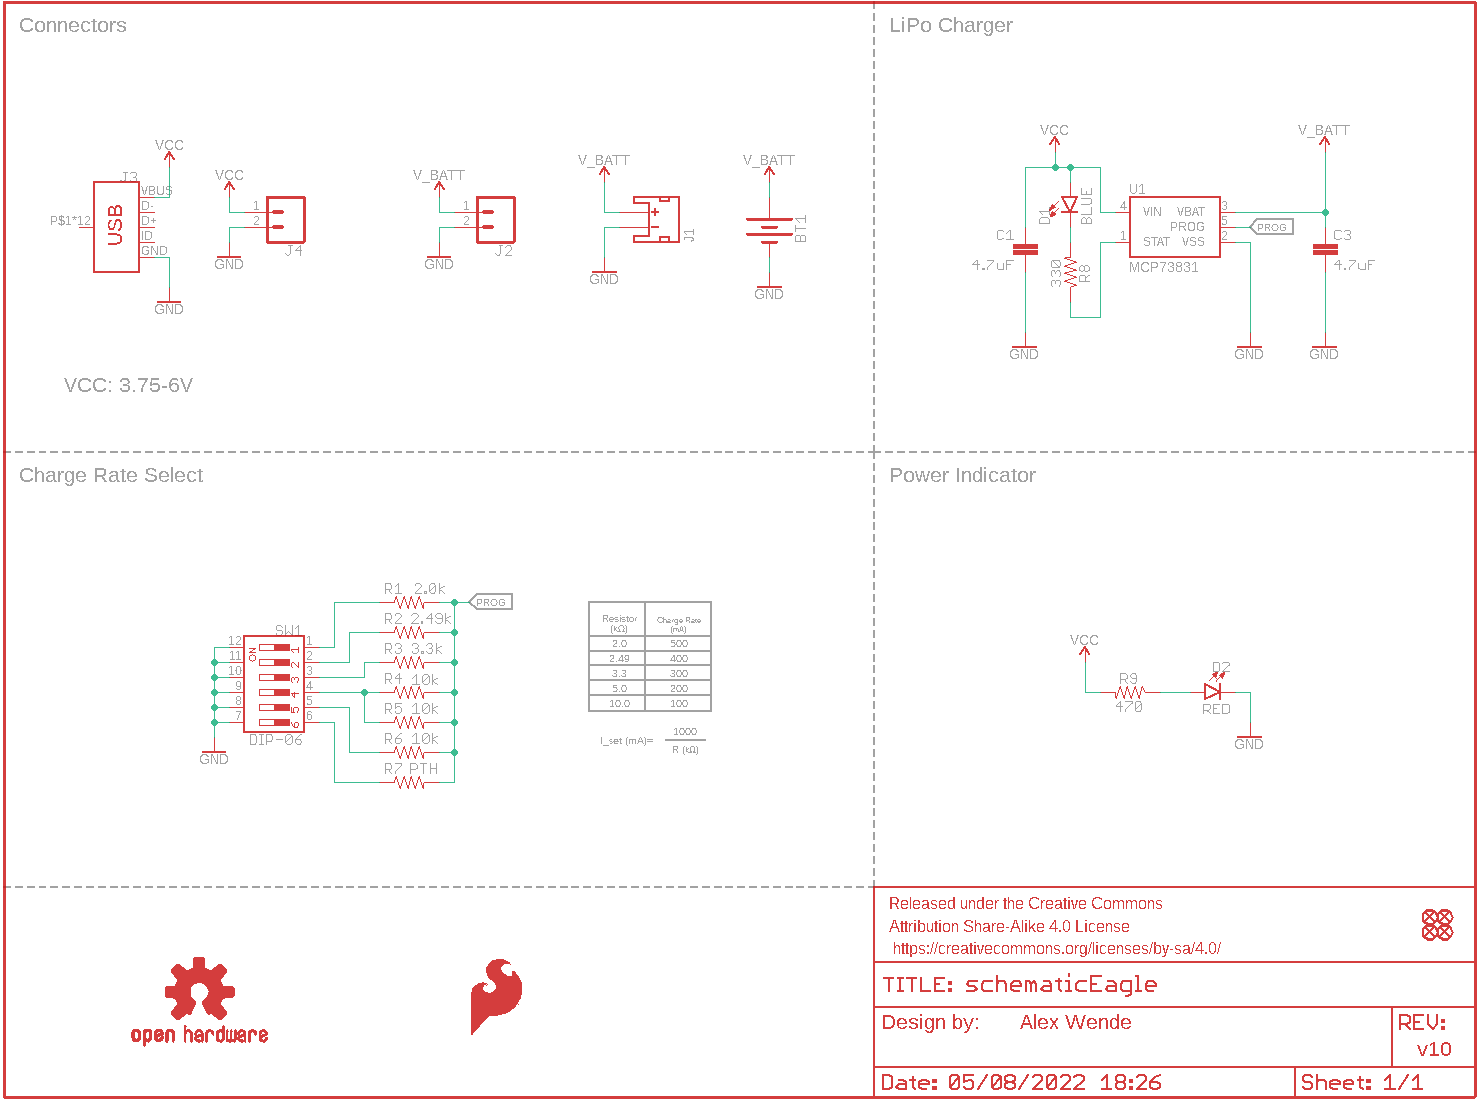 Connectors
VCC
J3
VBUS
D-
D+
ID
GND
P$1*12
USB
GND
VCC
1
2
J4
GND
V_BATT
1
2
J2
GND
V_BATT
+
-
J1
GND
V_BATT
BT1
GND
VCC: 3.75-6V
LiPo Charger
VCC
D1
BLUE
330
R8
C1
4.7uF
GND
U1
4
VIN
VBAT
3
PROG
5
1
STAT
VSS
2
MCP73831
PROG
GND
V_BATT
C3
4.7uF
GND
Charge Rate Select
SW1
ON
12
11
10
9
8
7
1
2
3
4
5
6
1
2
3
4
5
6
DIP-06
GND
R1 2.0k
R2 2.49k
R3 3.3k
R4 10k
R5 10k
R6 10k
R7 PTH
PROG
Resistor (kΩ) Charge Rate (mA)
2.0 500
2.49 400
3.3 300
5.0 200
10.0 100
I_set (mA)= 1000
R (kΩ)
Power Indicator
VCC
R9
470
D2
RED
GND
open hardware
Released under the Creative Commons
Attribution Share-Alike 4.0 License
https://creativecommons.org/licenses/by-sa/4.0/
TITLE: schematicEagle
Design by: Alex Wende
REV:
v10
Date: 05/08/2022 18:26
Sheet: 1/1